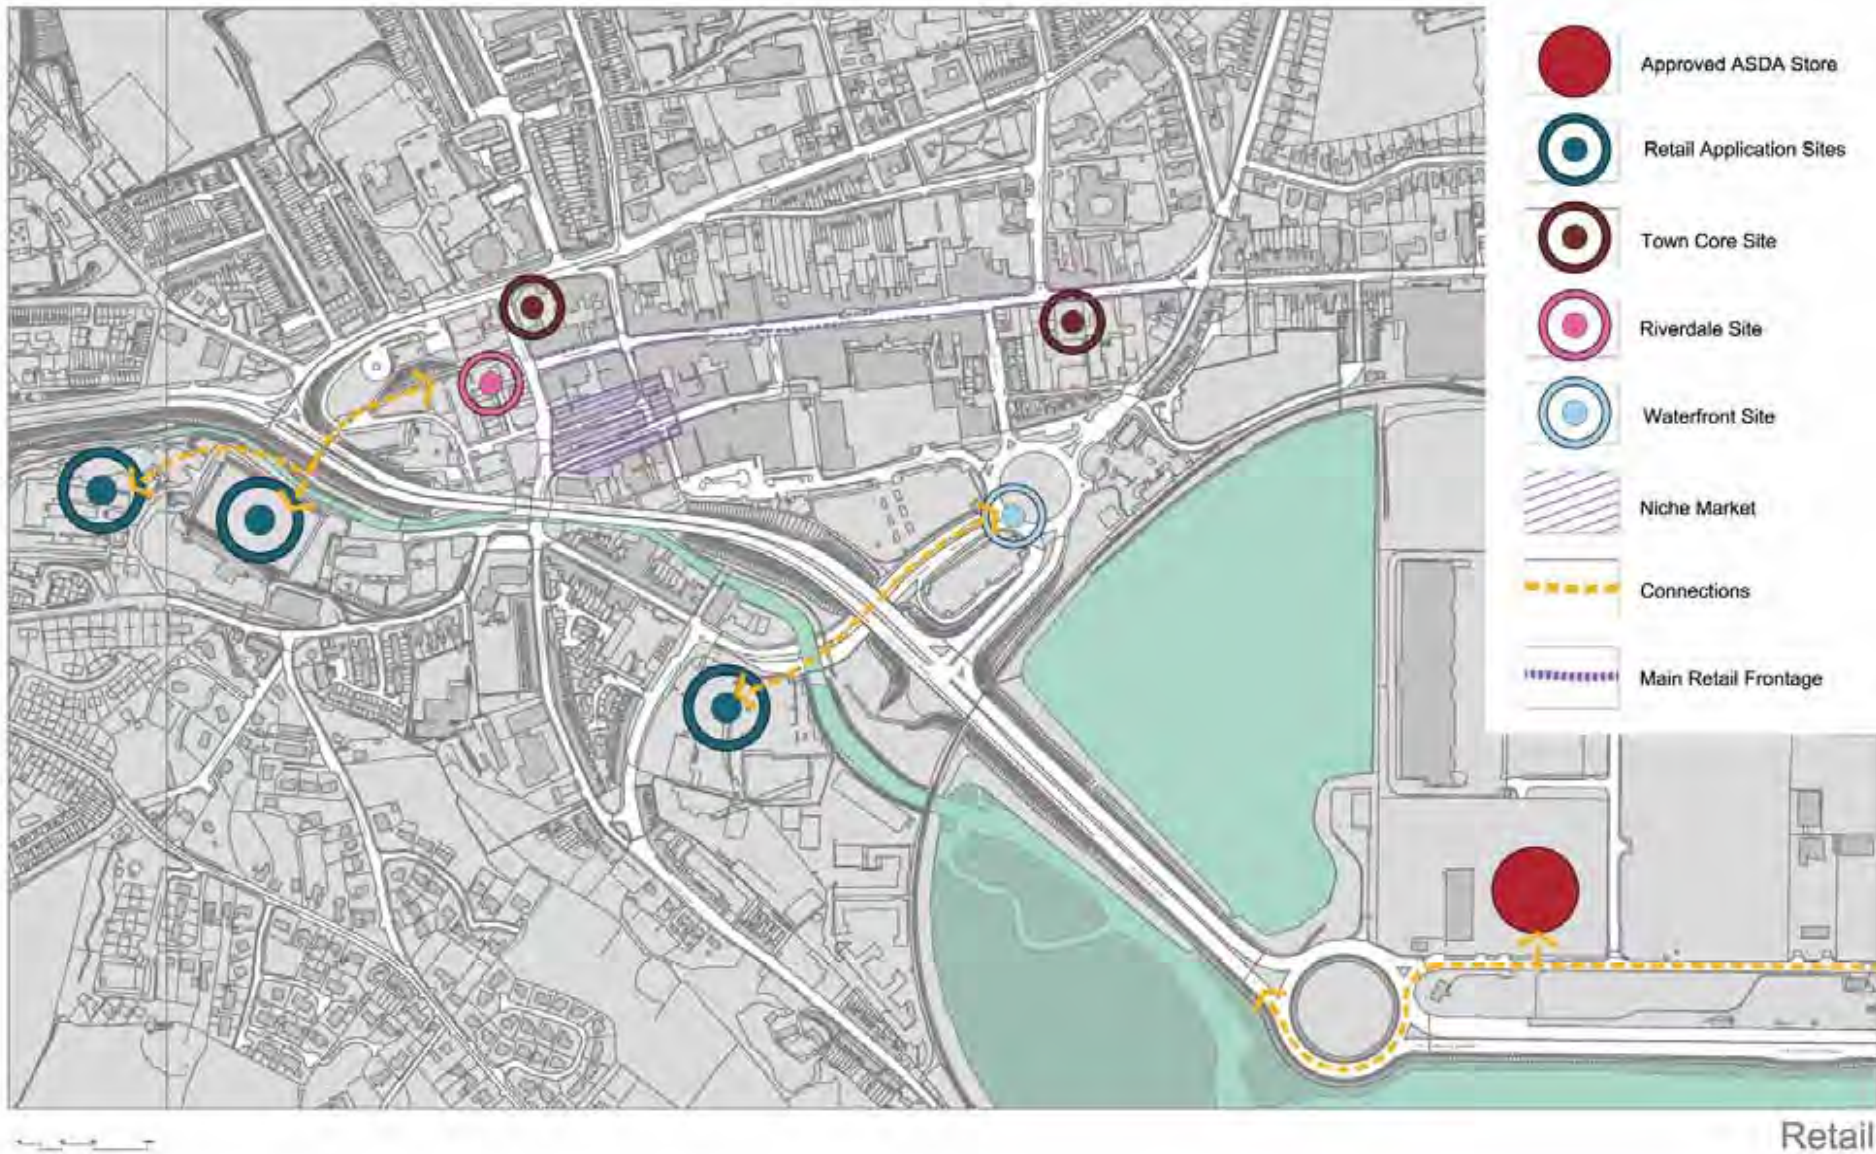 Approved ASDA Store
Retail Application Sites
Town Core Site
Riverdale Site
Waterfront Site
Niche Market
Connections
Main Retail Frontage
Retail